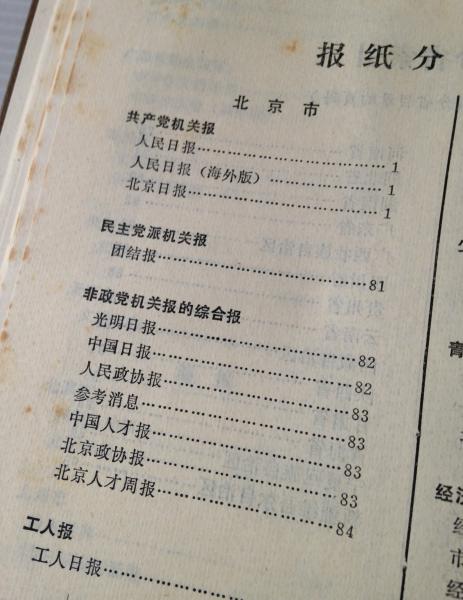 报纸分
北京市
共产党机关报
人民日报……………………………1
人民日报（海外版）………………1
北京日报……………………………1
民主党派机关报
团结报………………………………81
非政党机关报的综合报
光明日报……………………………82
中国日报……………………………82
人民政协报…………………………83
参考消息……………………………83
中国人才报…………………………83
北京政协报…………………………83
北京人才周报………………………84
工人报
工人日报……………………………
青
经济
市
经